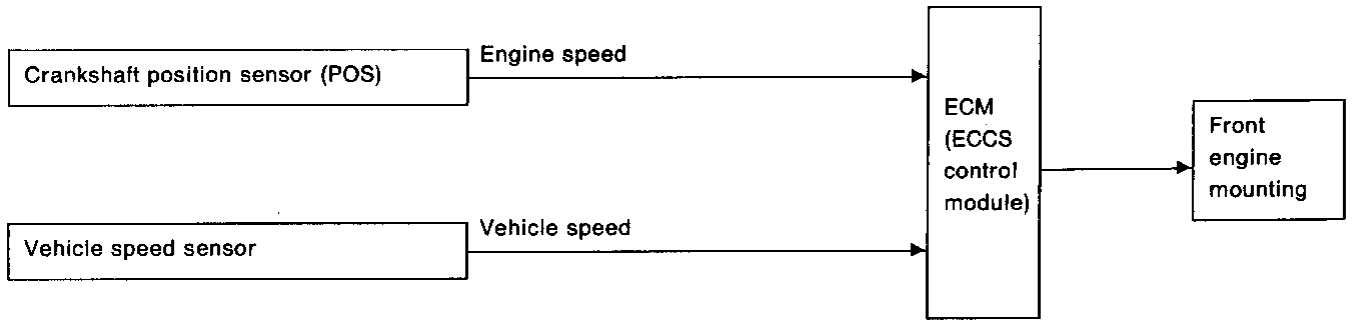 Crankshaft position sensor (POS)
Engine speed
Vehicle speed sensor
Vehicle speed
ECM
(ECCS
control
module)
Front
engine
mounting